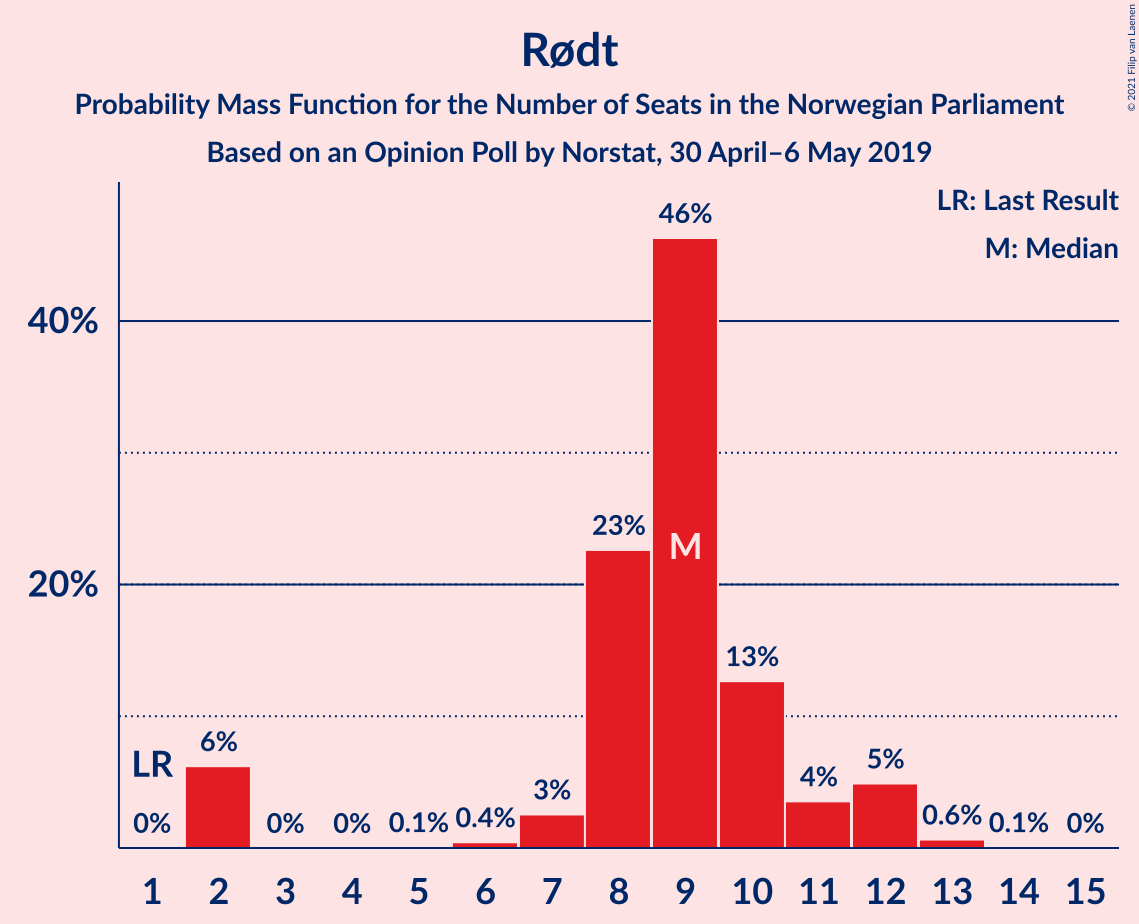 © 2021 Filip van Laenen
Rødt
Probability Mass Function for the Number of Seats in the Norwegian Parliament
Based on an Opinion Poll by Norstat, 30 April–6 May 2019
LR: Last Result
M: Median
46%
40%
23%
M
20%
13%
6%
LR
5%
4%
3%
0% 0% 0% 0.1% 0.4% 0.6% 0.1% 0%
1 2 3 4 5 6 7 8 9 10 11 12 13 14 15